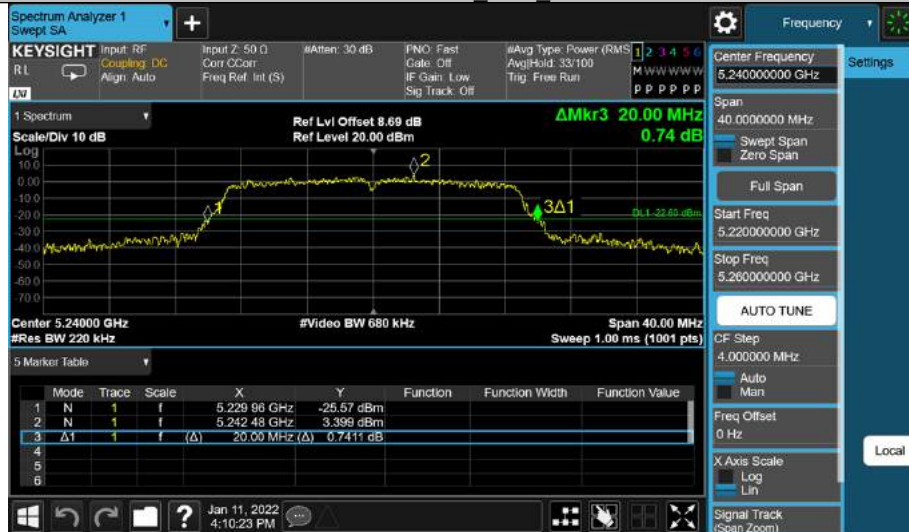 Spectrum Analyzer 1
Swept SA
Frequency
KEYSIGHT
RL
LXI
Input: RF
Coupling: DC
Align: Auto
Input Z: 50 Ω
Corr CCorr
Freq Ref: Int (S)
#Atten: 30 dB
PNO: Fast
Gate: Off
IF Gain: Low
Sig Track: Off
#Avg Type: Power (RMS
Avg|Hold: 33/100
Trig: Free Run
1 2 3 4 5 6
M W W W W W
P P P P P P
Center Frequency
5.240000000 GHz
Settings
Span
40.0000000 MHz
Swept Span
Zero Span
Full Span
Start Freq
5.220000000 GHz
Stop Freq
5.260000000 GHz
AUTO TUNE
CF Step
4.000000 MHz
Auto
Man
Freq Offset
0 Hz
X Axis Scale
Log
Lin
Signal Track
(Span Zoom)
Local
1 Spectrum
Scale/Div 10 dB
Ref Lvl Offset 8.69 dB
Ref Level 20.00 dBm
ΔMkr3 20.00 MHz
0.74 dB
Log
10.0
0.00
-10.0
-20.0
-30.0
-40.0
-50.0
-60.0
-70.0
1
2
3Δ1
DL1 -22.60 dBm
Center 5.24000 GHz
#Video BW 680 kHz
Span 40.00 MHz
#Res BW 220 kHz
Sweep 1.00 ms (1001 pts)
5 Marker Table
Mode Trace Scale X Y Function Function Width Function Value
1 N 1 f 5.229 96 GHz -25.57 dBm
2 N 1 f 5.242 48 GHz 3.399 dBm
3 Δ1 1 f (Δ) 20.00 MHz (Δ) 0.7411 dB
4
5
6
?
Jan 11, 2022
4:10:23 PM